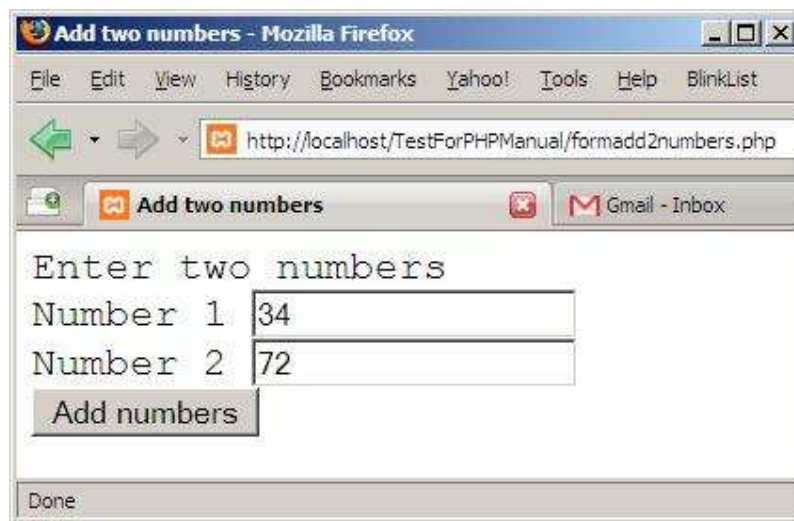 Add two numbers - Mozilla Firefox
File Edit View History Bookmarks Yahoo! Tools Help BlinkList
http://localhost/TestForPHPManual/formadd2numbers.php
Add two numbers Gmail - Inbox
Enter two numbers
Number 1 34
Number 2 72
Add numbers
Done